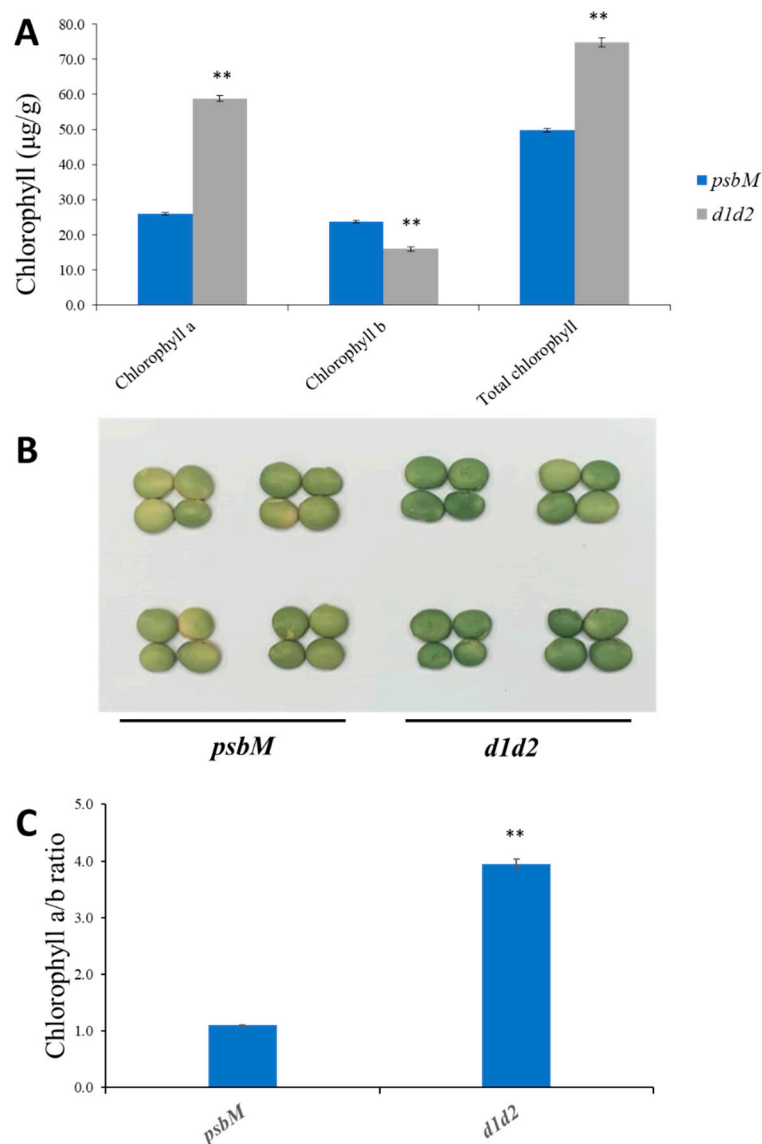 A
Chlorophyll (µg/g)
80.0
70.0
60.0
50.0
40.0
30.0
20.0
10.0
0.0
**
**
**
Chlorophyll a
Chlorophyll b
Total chlorophyll
psbM
d1d2
B
psbM
d1d2
C
Chlorophyll a/b ratio
5.0
4.0
3.0
2.0
1.0
0.0
**
psbM
d1d2